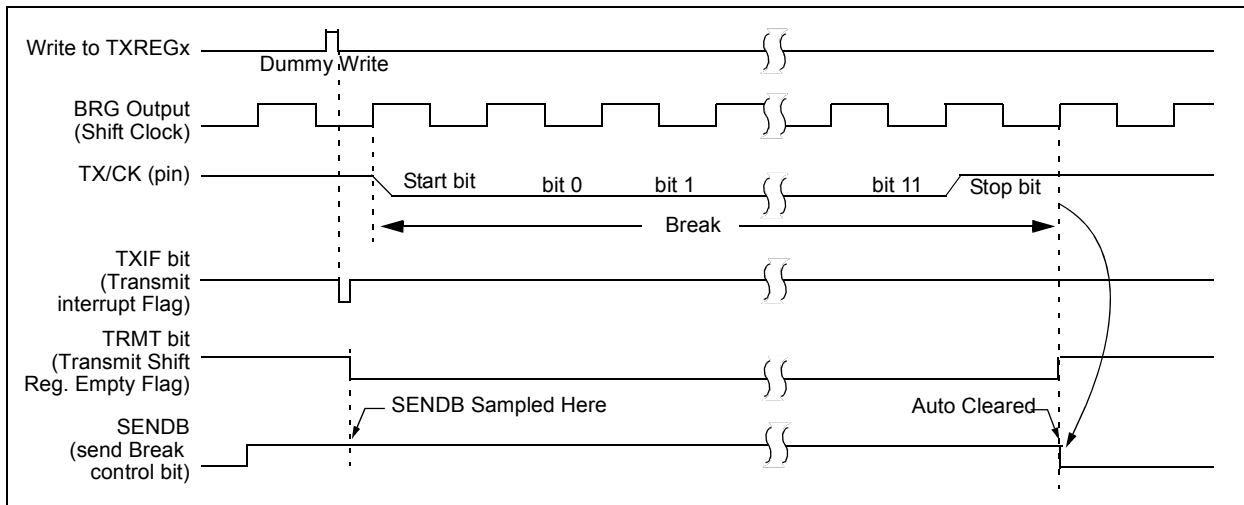 Write to TXREGx
Dummy Write
BRG Output
(Shift Clock)
TX/CK (pin)
Start bit
bit 0
bit 1
bit 11
Stop bit
Break
TXIF bit
(Transmit
interrupt Flag)
TRMT bit
(Transmit Shift
Reg. Empty Flag)
SENDB Sampled Here
Auto Cleared
SENDB
(send Break
control bit)